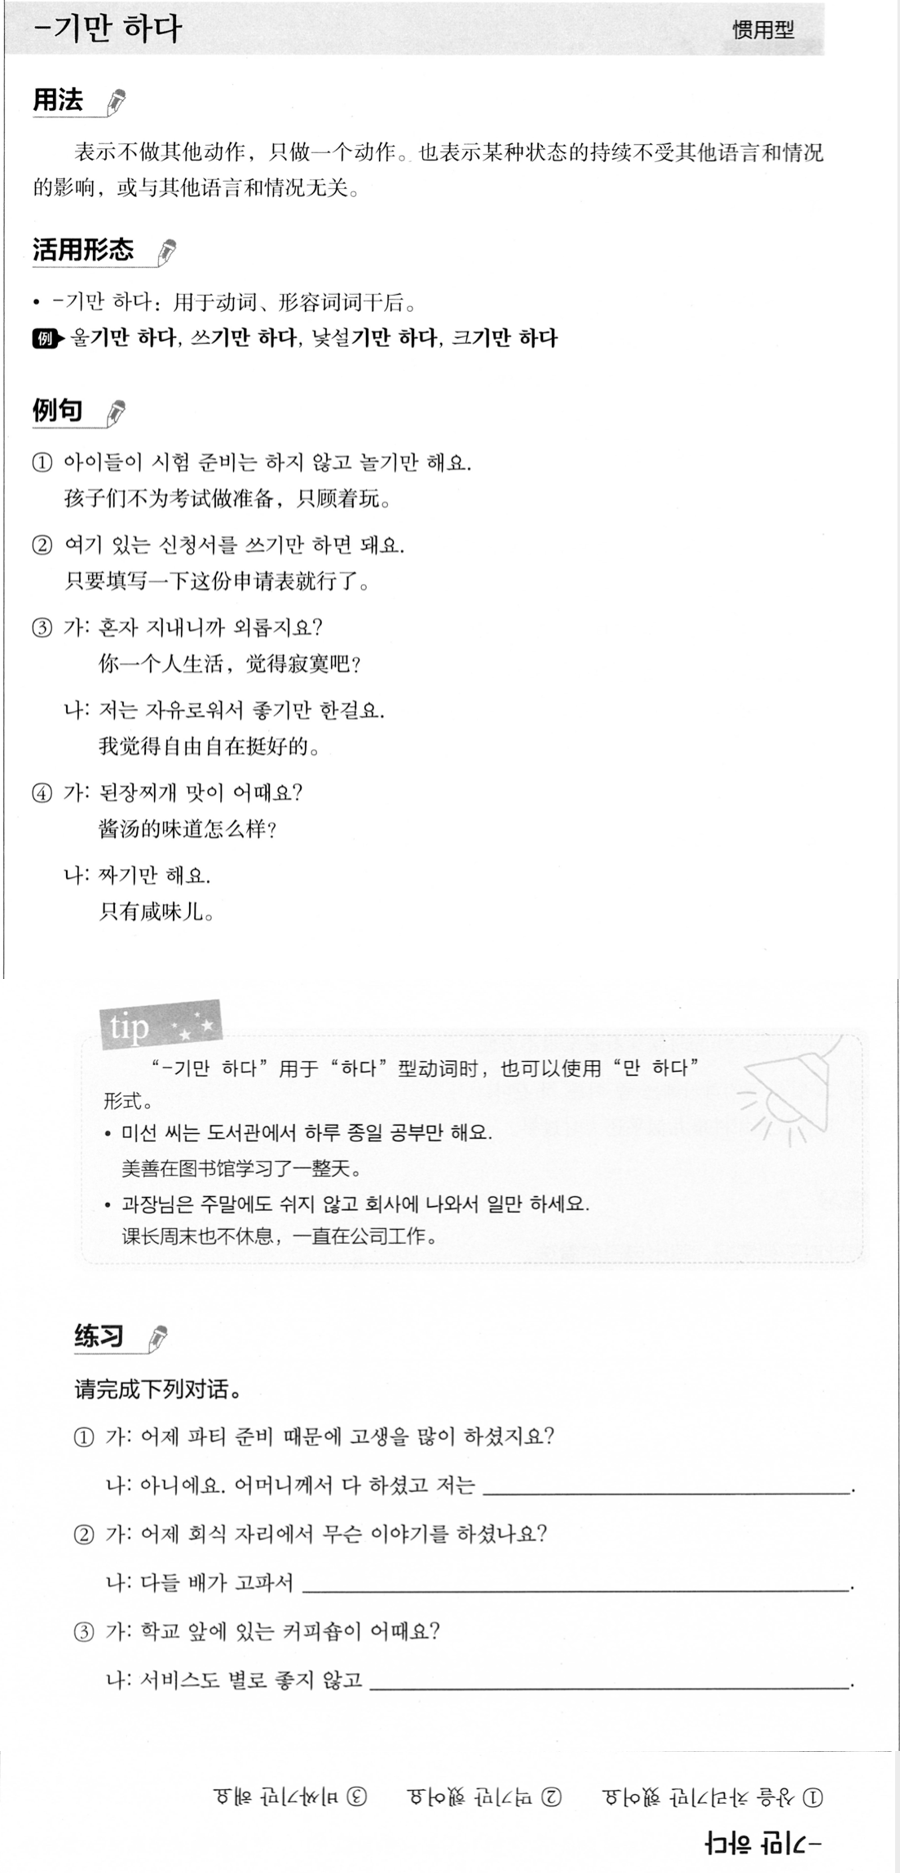 -기만 하다
惯用型
用法
表示不做其他动作，只做一个动作。也表示某种状态的持续不受其他语言和情况
的影响，或与其他语言和情况无关。
活用形态
• -기만 하다：用于动词、形容词词干后。
例 울기만 하다, 쓰기만 하다, 낯설기만 하다, 크기만 하다
例句
① 아이들이 시험 준비는 하지 않고 놀기만 해요.
孩子们不为考试做准备，只顾着玩。
② 여기 있는 신청서를 쓰기만 하면 돼요.
只要填写一下这份申请表就行了。
③ 가: 혼자 지내니까 외롭지요?
你一个人生活，觉得寂寞吧?
나: 저는 자유로워서 좋기만 한걸요.
我觉得自由自在挺好的。
④ 가: 된장찌개 맛이 어때요?
酱汤的味道怎么样?
나: 짜기만 해요.
只有咸味儿。
tip
“-기만 하다”用于“하다”型动词时，也可以使用“만 하다”
形式。
• 미선 씨는 도서관에서 하루 종일 공부만 해요.
美善在图书馆学习了一整天。
• 과장님은 주말에도 쉬지 않고 회사에 나와서 일만 하세요.
课长周末也不休息，一直在公司工作。
练习
请完成下列对话。
① 가: 어제 파티 준비 때문에 고생을 많이 하셨지요?
나: 아니에요. 어머니께서 다 하셨고 저는 ____________.
② 가: 어제 회식 자리에서 무슨 이야기를 하셨나요?
나: 다들 배가 고파서 ____________.
③ 가: 학교 앞에 있는 커피숍이 어때요?
나: 서비스도 별로 좋지 않고 ____________.
-기만 하다
① 상을 차리기만 했어요 ② 먹기만 했어요 ③ 비싸기만 해요